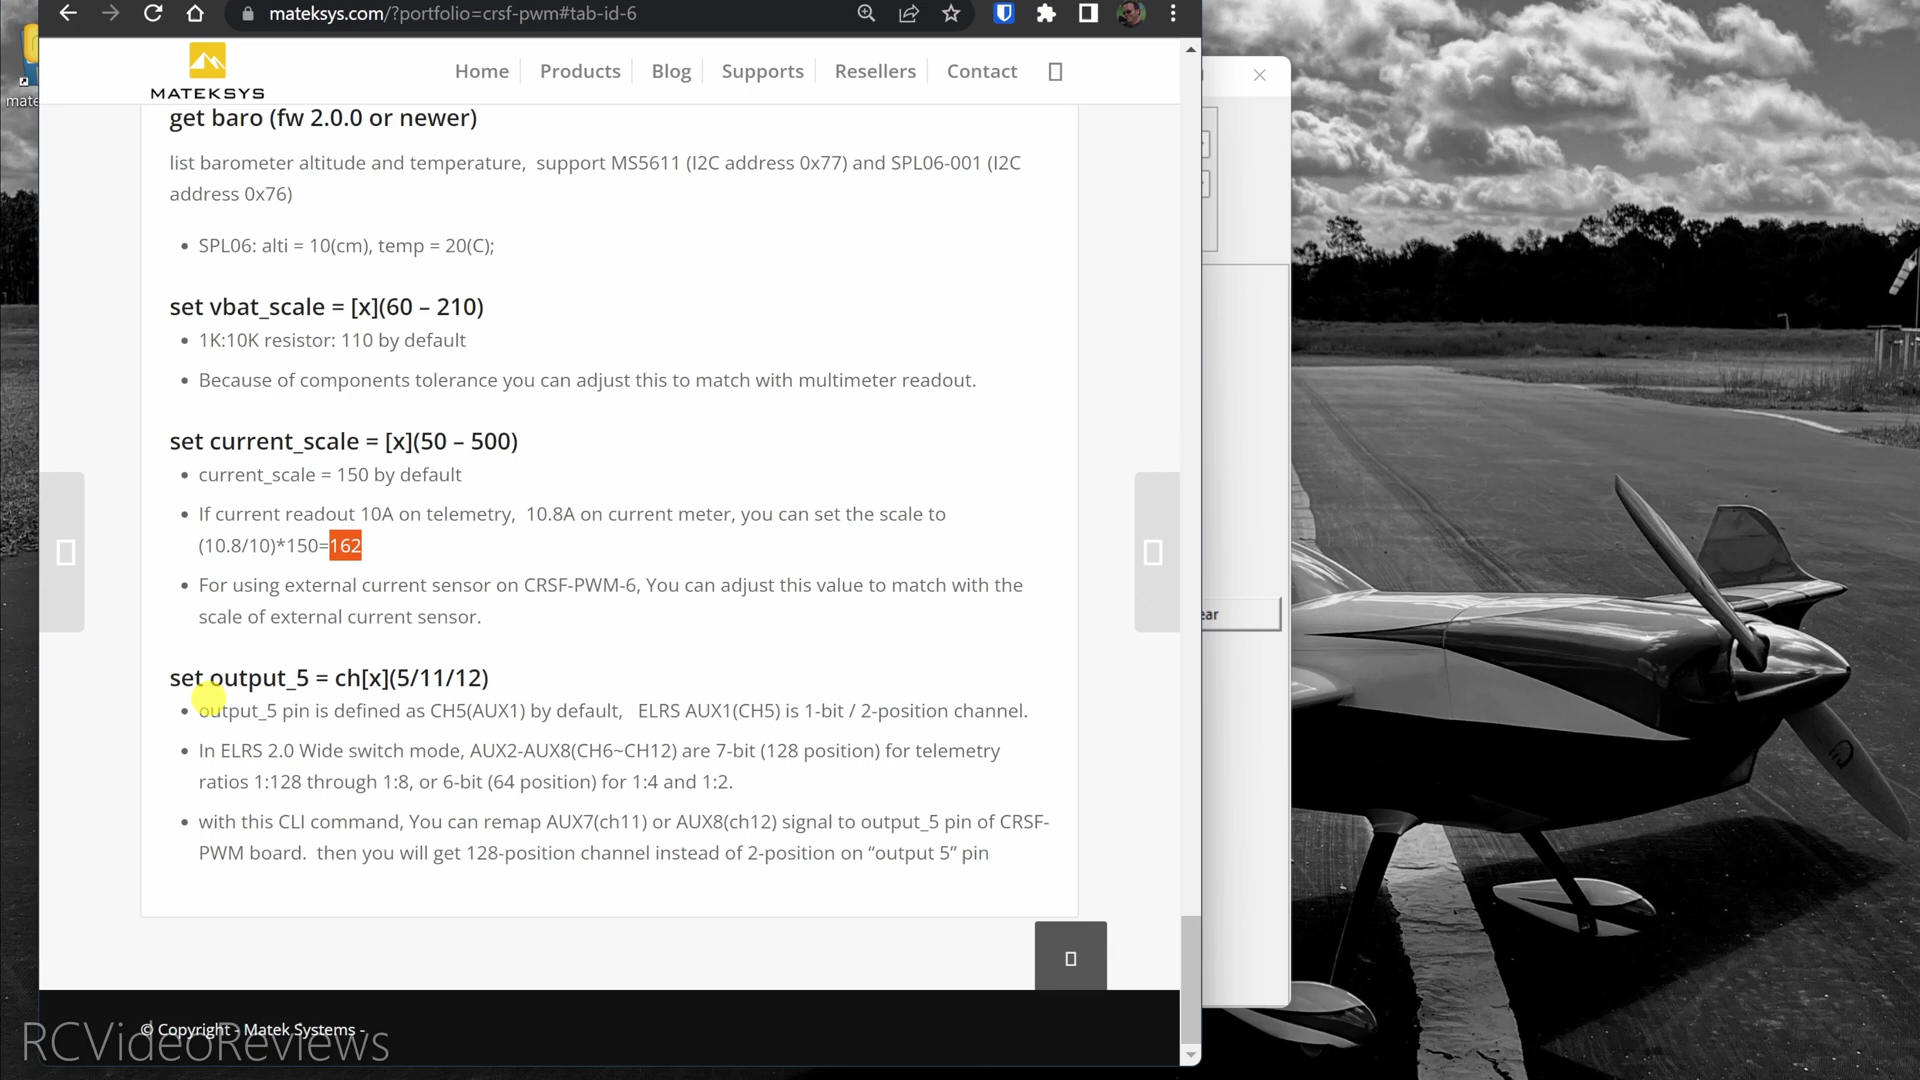 mateksys.com/?portfolio=crsf-pwm#tab-id-6
mate
MATEKSYS
Home
Products
Blog
Supports
Resellers
Contact
get baro (fw 2.0.0 or newer)
list barometer altitude and temperature,  support MS5611 (I2C address 0x77) and SPL06-001 (I2C
address 0x76)
• SPL06: alti = 10(cm), temp = 20(C);
set vbat_scale = [x](60 – 210)
• 1K:10K resistor: 110 by default
• Because of components tolerance you can adjust this to match with multimeter readout.
set current_scale = [x](50 – 500)
• current_scale = 150 by default
• If current readout 10A on telemetry,  10.8A on current meter, you can set the scale to
(10.8/10)*150=162
• For using external current sensor on CRSF-PWM-6, You can adjust this value to match with the
scale of external current sensor.
ear
set output_5 = ch[x](5/11/12)
• output_5 pin is defined as CH5(AUX1) by default,   ELRS AUX1(CH5) is 1-bit / 2-position channel.
• In ELRS 2.0 Wide switch mode, AUX2-AUX8(CH6~CH12) are 7-bit (128 position) for telemetry
ratios 1:128 through 1:8, or 6-bit (64 position) for 1:4 and 1:2.
• with this CLI command, You can remap AUX7(ch11) or AUX8(ch12) signal to output_5 pin of CRSF-
PWM board.  then you will get 128-position channel instead of 2-position on “output 5” pin
© Copyright - Matek Systems -
RCVideoReviews